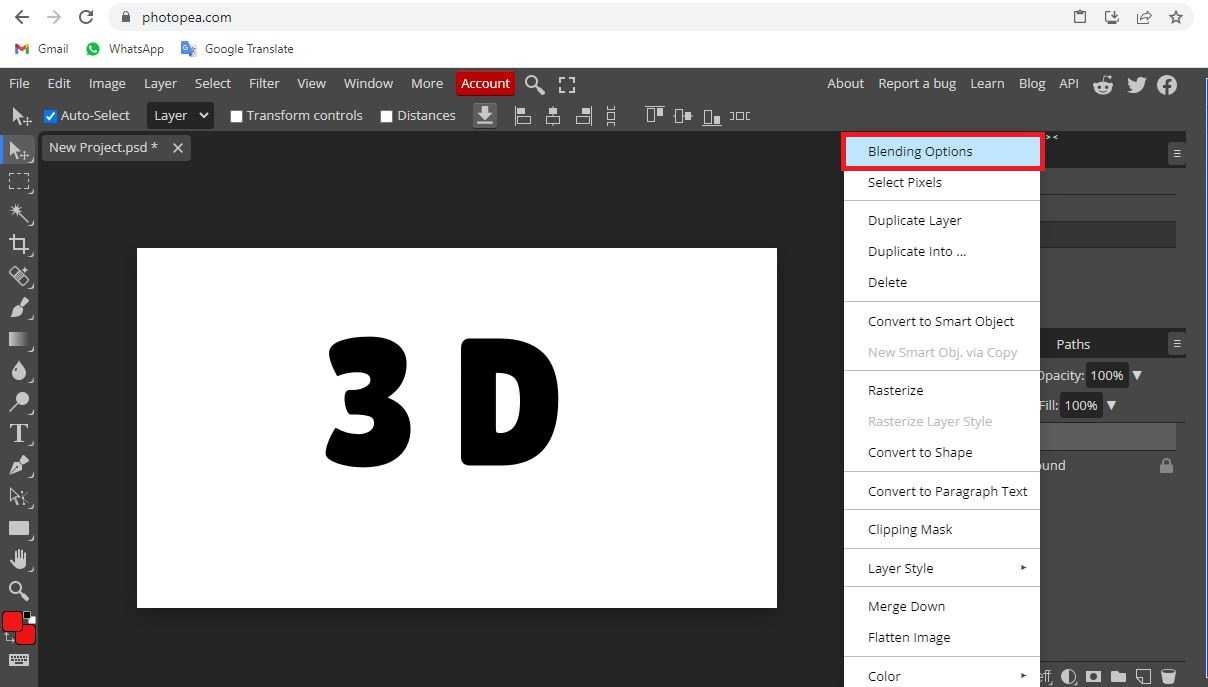 photopea.com
Gmail WhatsApp Google Translate
File Edit Image Layer Select Filter View Window More Account About Report a bug Learn Blog API
Auto-Select Layer Transform controls Distances
New Project.psd *
3 D
Blending Options
Select Pixels
Duplicate Layer
Duplicate Into ...
Delete
Convert to Smart Object
New Smart Obj. via Copy
Rasterize
Rasterize Layer Style
Convert to Shape
Convert to Paragraph Text
Clipping Mask
Layer Style
Merge Down
Flatten Image
Color
Paths
Opacity: 100%
Fill: 100%
ound
eff